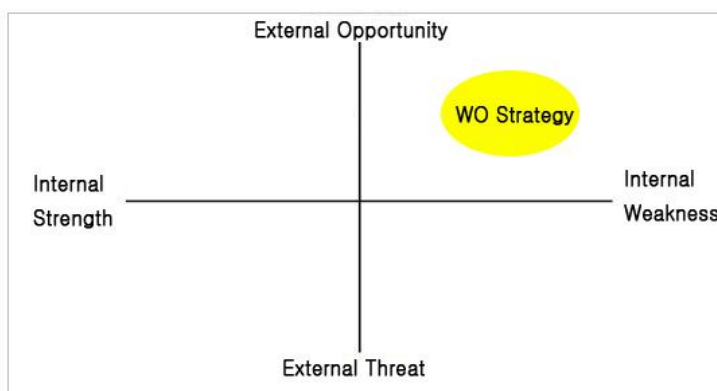 External Opportunity
WO Strategy
Internal
Strength
Internal
Weakness
External Threat